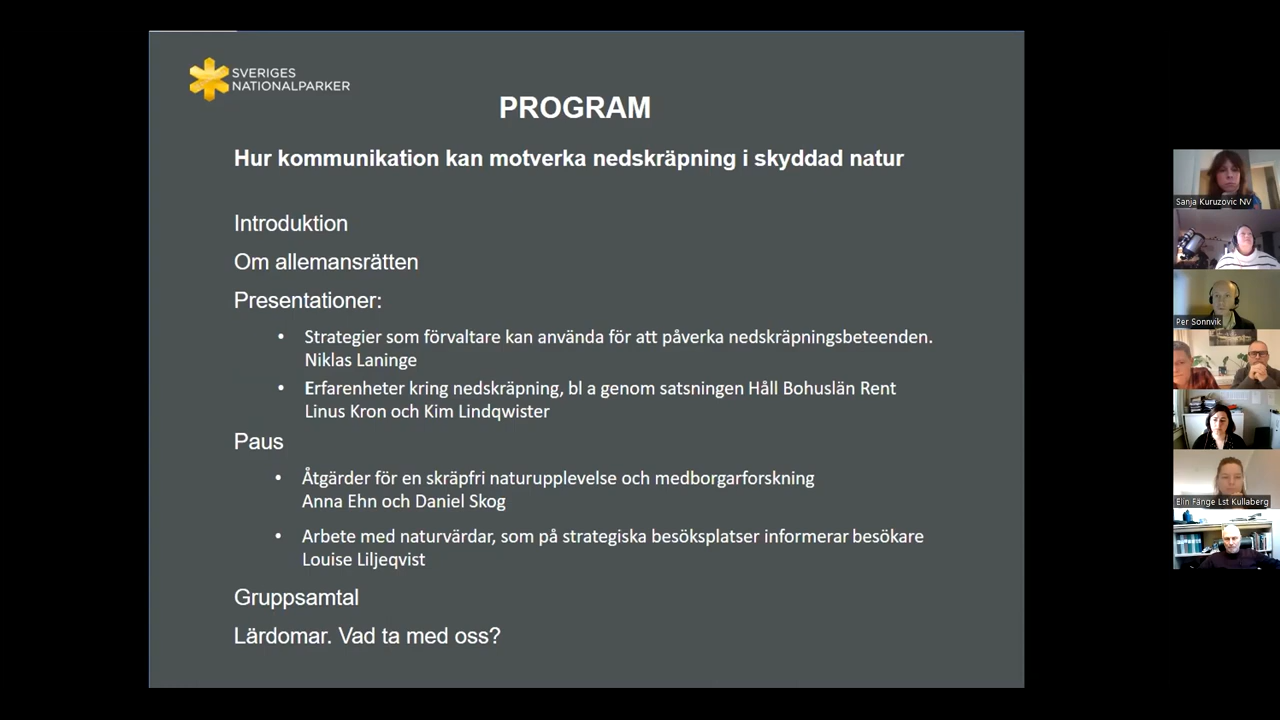 SVERIGES
NATIONALPARKER
PROGRAM
Hur kommunikation kan motverka nedskräpning i skyddad natur
Introduktion
Om allemansrätten
Presentationer:
• Strategier som förvaltare kan använda för att påverka nedskräpningsbeteenden.
Niklas Laninge
• Erfarenheter kring nedskräpning, bl a genom satsningen Håll Bohuslän Rent
Linus Kron och Kim Lindqwister
Paus
• Åtgärder för en skräpfri naturupplevelse och medborgarforskning
Anna Ehn och Daniel Skog
• Arbete med naturvärdar, som på strategiska besöksplatser informerar besökare
Louise Liljeqvist
Gruppsamtal
Lärdomar. Vad ta med oss?
Sanja Kuruzovic NV
Per Sonnvik
Elin Fänge Lst Kullaberg